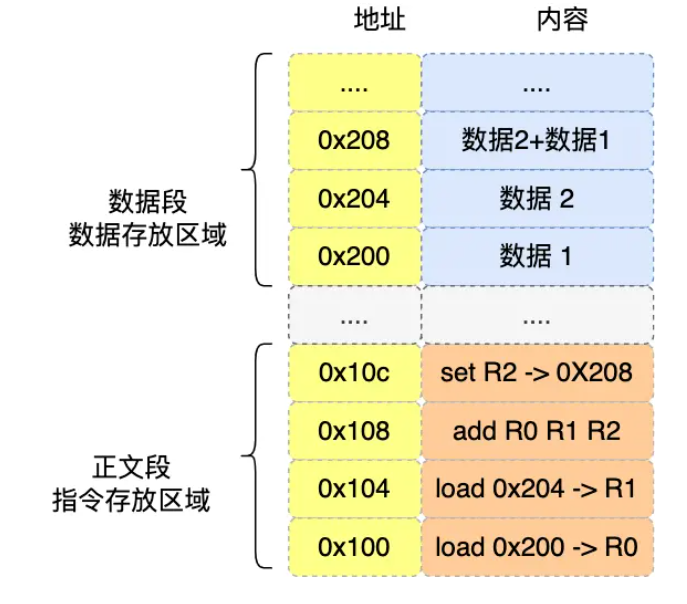 地址 内容
.... ....
0x208 数据2+数据1
0x204 数据 2
0x200 数据 1
数据段
数据存放区域
.... ....
0x10c set R2 -> 0X208
0x108 add R0 R1 R2
0x104 load 0x204 -> R1
0x100 load 0x200 -> R0
正文段
指令存放区域